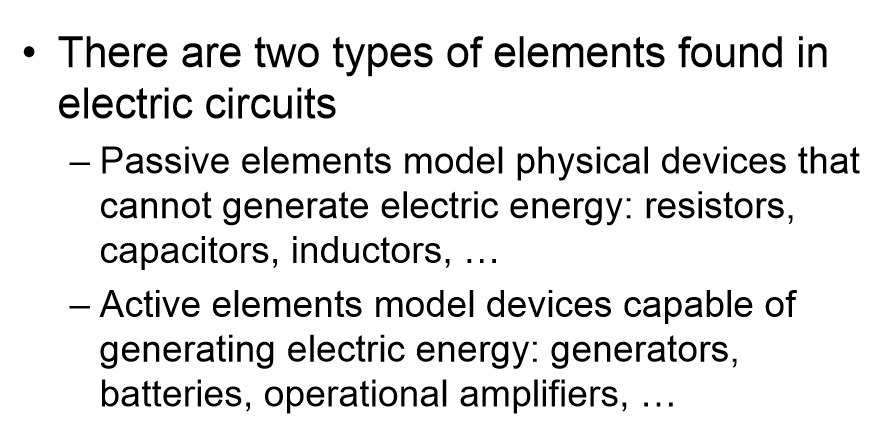 • There are two types of elements found in
electric circuits
– Passive elements model physical devices that
cannot generate electric energy: resistors,
capacitors, inductors, …
– Active elements model devices capable of
generating electric energy: generators,
batteries, operational amplifiers, …